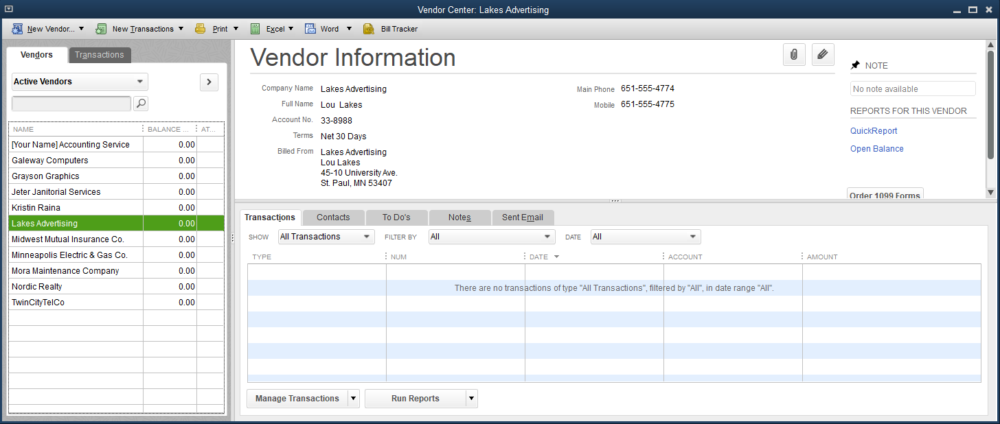 Vendor Center: Lakes Advertising
New Vendor... New Transactions Print Excel Word Bill Tracker
Vendors Transactions
Active Vendors
NAME BALANCE ... AT...
[Your Name] Accounting Service 0.00
Galeway Computers 0.00
Grayson Graphics 0.00
Jeter Janitorial Services 0.00
Kristin Raina 0.00
Lakes Advertising 0.00
Midwest Mutual Insurance Co. 0.00
Minneapolis Electric & Gas Co. 0.00
Mora Maintenance Company 0.00
Nordic Realty 0.00
TwinCityTelCo 0.00
Vendor Information
Company Name Lakes Advertising
Full Name Lou Lakes
Account No. 33-8988
Terms Net 30 Days
Billed From Lakes Advertising
Lou Lakes
45-10 University Ave.
St. Paul, MN 53407
Main Phone 651-555-4774
Mobile 651-555-4775
NOTE
No note available
REPORTS FOR THIS VENDOR
QuickReport
Open Balance
Order 1099 Forms
Transactions Contacts To Do's Notes Sent Email
SHOW All Transactions FILTER BY All DATE All
TYPE NUM DATE ACCOUNT AMOUNT
There are no transactions of type "All Transactions", filtered by "All", in date range "All".
Manage Transactions Run Reports